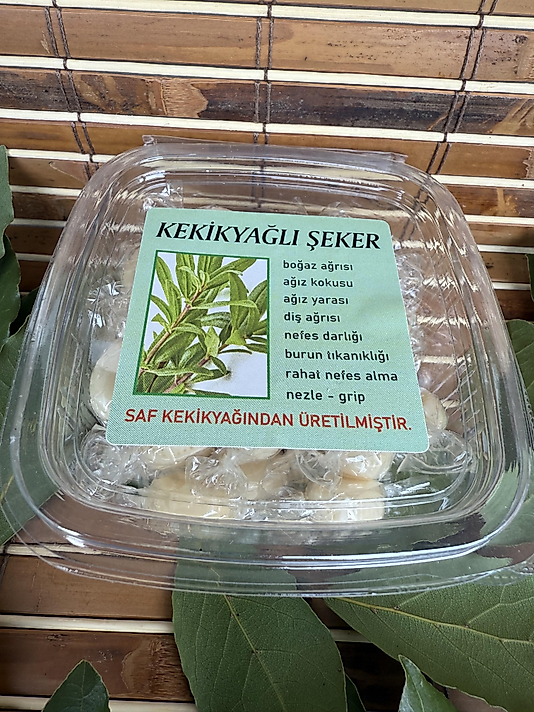 KEKİKYAĞLI ŞEKER
boğaz ağrısı
ağız kokusu
ağız yarası
diş ağrısı
nefes darlığı
burun tıkanıklığı
rahat nefes alma
nezle - grip
SAF KEKİKYAĞINDAN ÜRETİLMİŞTİR.